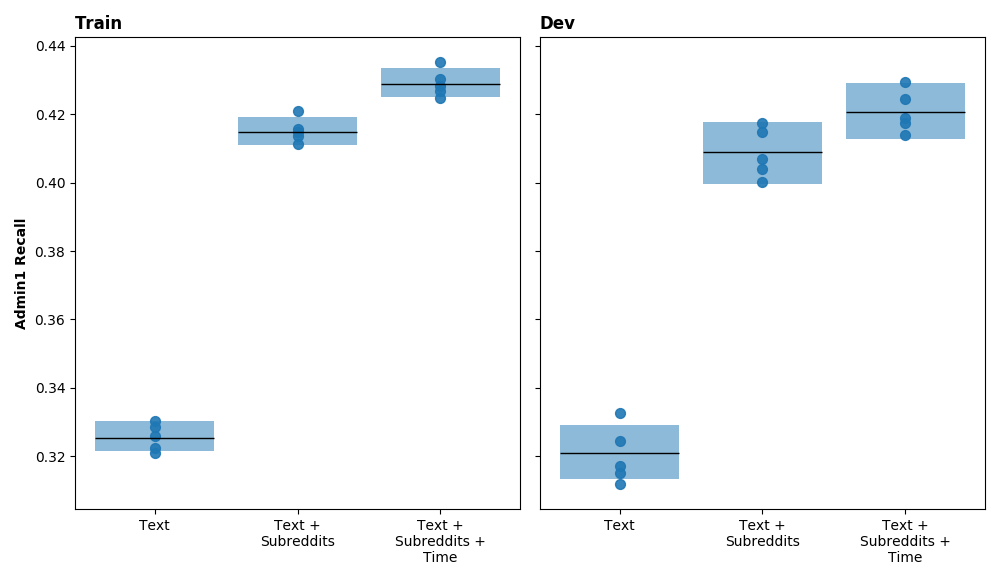 Train
Dev
0.44
0.42
0.40
0.38
0.36
0.34
0.32
Admin1 Recall
Text
Text +
Subreddits
Text +
Subreddits +
Time
Text
Text +
Subreddits
Text +
Subreddits +
Time